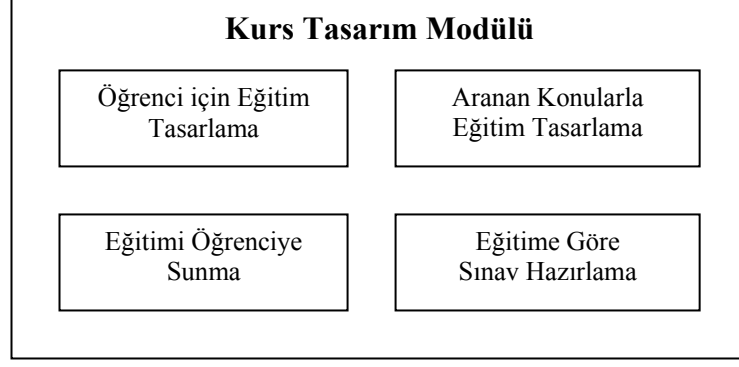 Kurs Tasarım Modülü
Öğrenci için Eğitim
Tasarlama
Aranan Konularla
Eğitim Tasarlama
Eğitimi Öğrenciye
Sunma
Eğitime Göre
Sınav Hazırlama